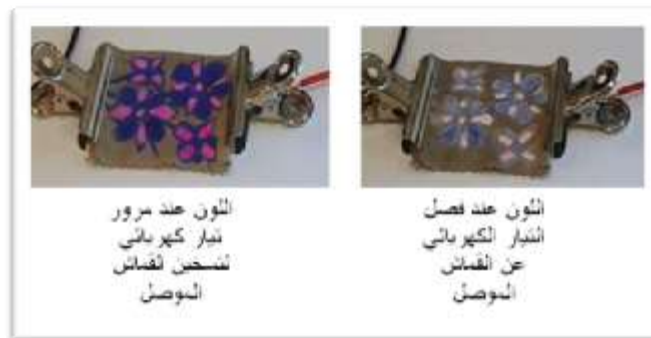 اللون عند مرور
تيار كهربائي
لتسخين القماش
الموصل
اللون عند فصل
التيار الكهربائي
عن القماش
الموصل